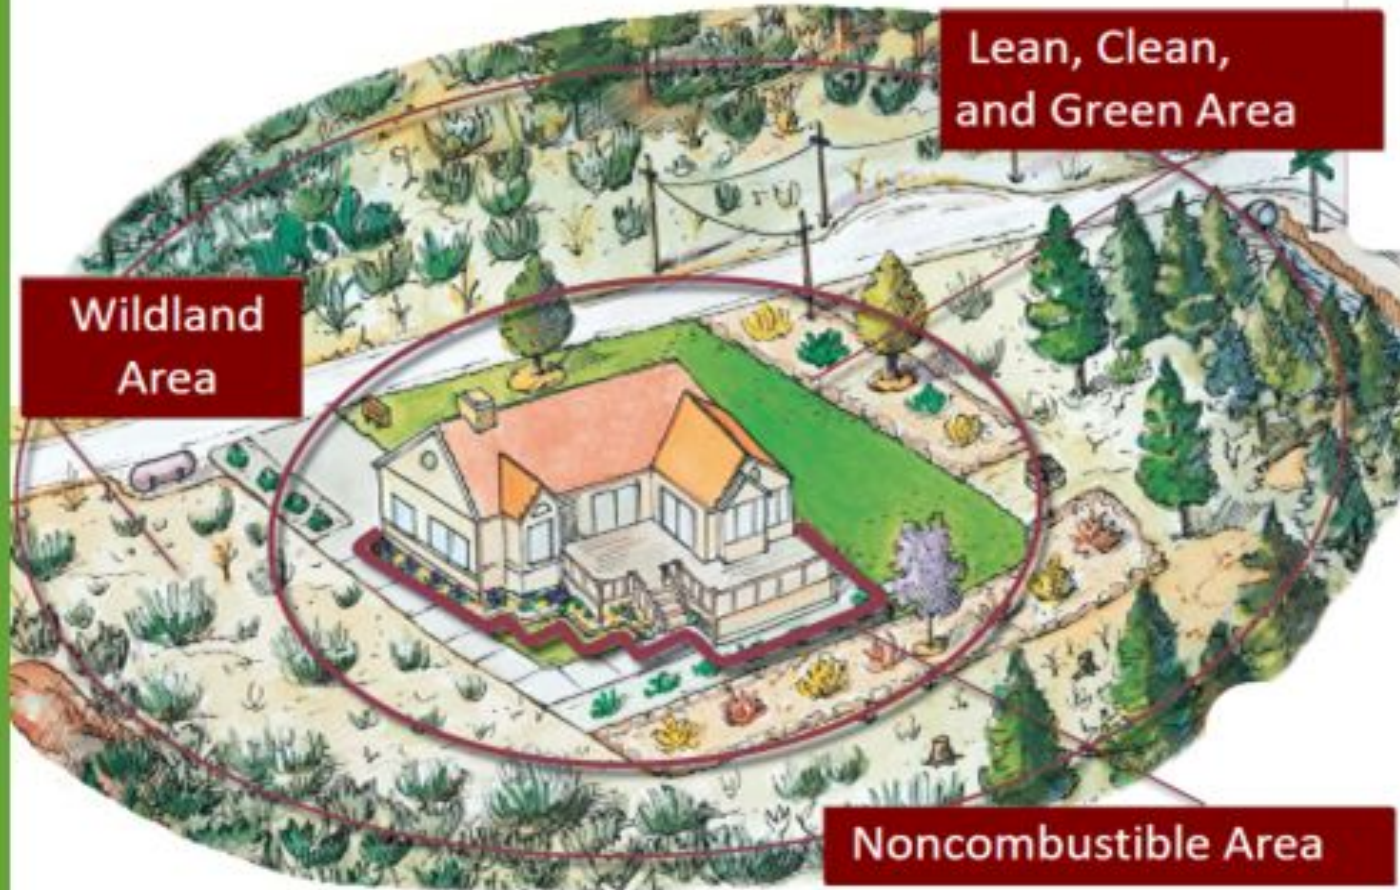 Lean, Clean,
and Green Area
Wildland
Area
Noncombustible Area